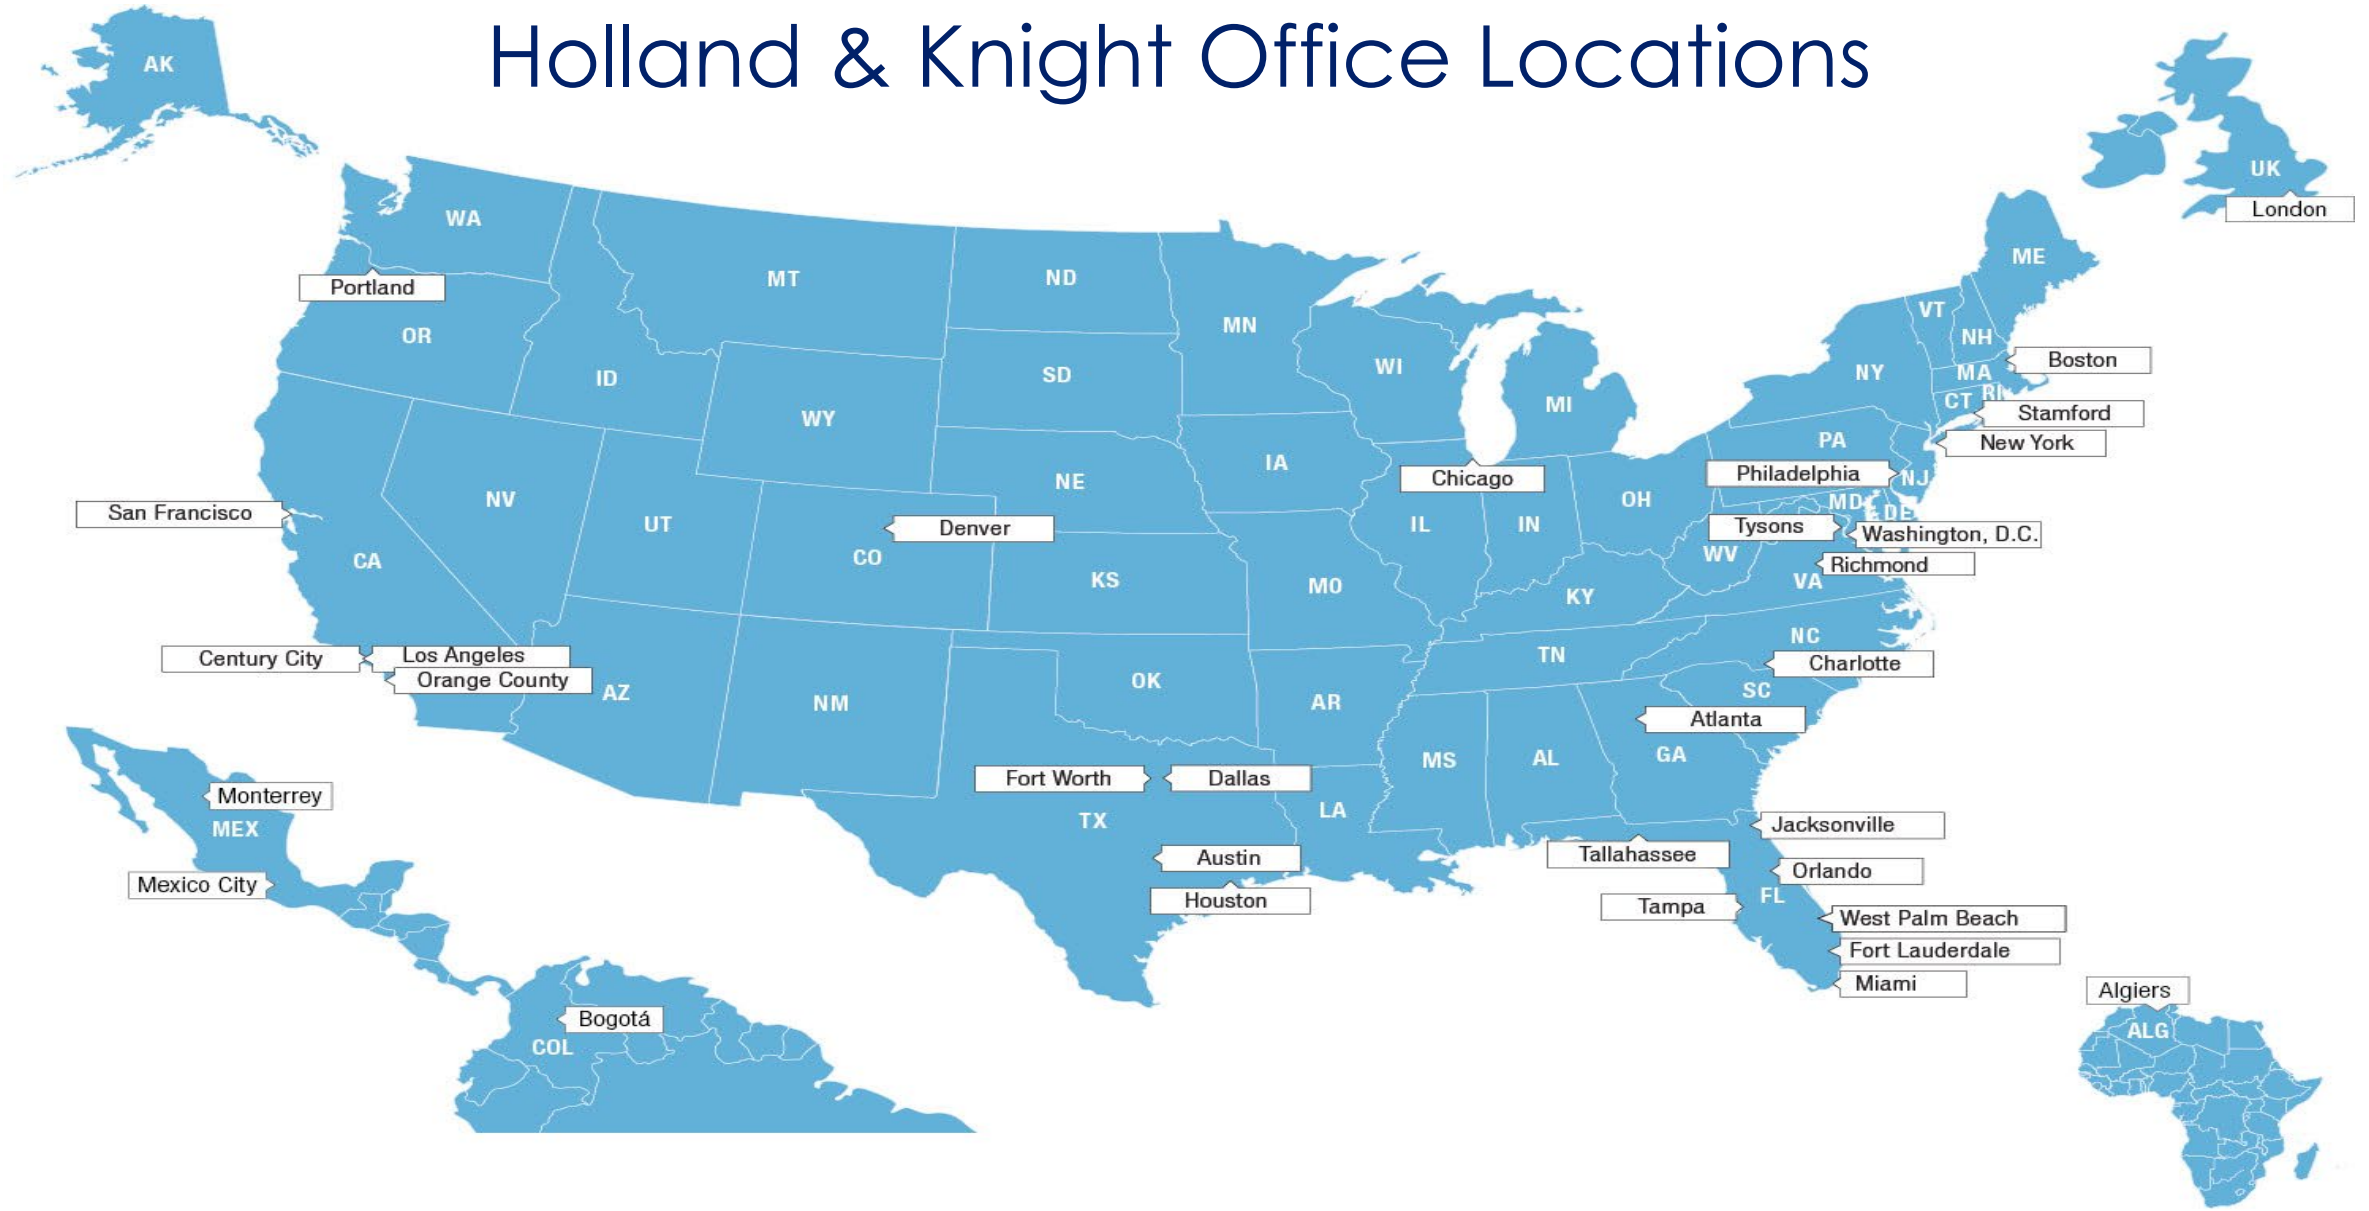 Holland & Knight Office Locations
AK
UK
London
WA
ME
MT
ND
Portland
VT
MN
OR
NH
WI
Boston
ID
SD
NY
MA
RI
MI
CT
WY
Stamford
PA
New York
IA
Philadelphia
Chicago
NE
NJ
NV
OH
MD
San Francisco
DE
UT
Denver
IL
IN
Tysons
Washington, D.C.
CO
WV
CA
Richmond
KS
VA
MO
KY
NC
Century City
Los Angeles
TN
Charlotte
Orange County
OK
AZ
SC
NM
AR
Atlanta
GA
MS
AL
Fort Worth
Dallas
Monterrey
LA
TX
Jacksonville
MEX
Tallahassee
Austin
Orlando
Mexico City
FL
Houston
Tampa
West Palm Beach
Fort Lauderdale
Miami
Algiers
Bogotá
ALG
COL